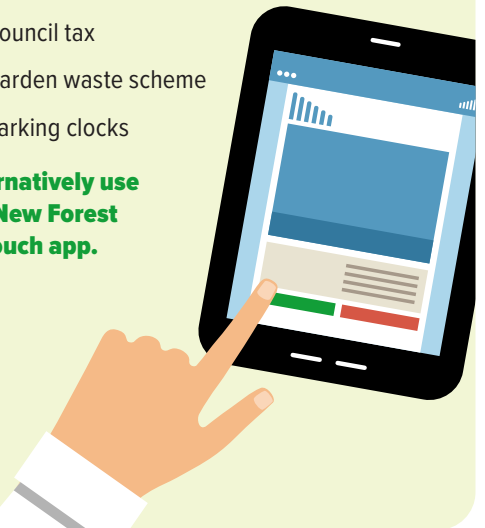 ouncil tax
arden waste scheme
arking clocks
rnatively use
New Forest
ouch app.